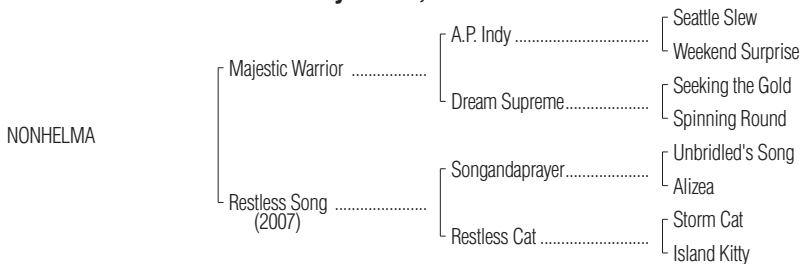 A.P. Indy ......................................
Seattle Slew
Weekend Surprise
Majestic Warrior ..................
Dream Supreme........................
Seeking the Gold
Spinning Round
NONHELMA
Songandaprayer........................
Unbridled's Song
Alizea
Restless Song ......................
(2007)
Restless Cat ...............................
Storm Cat
Island Kitty